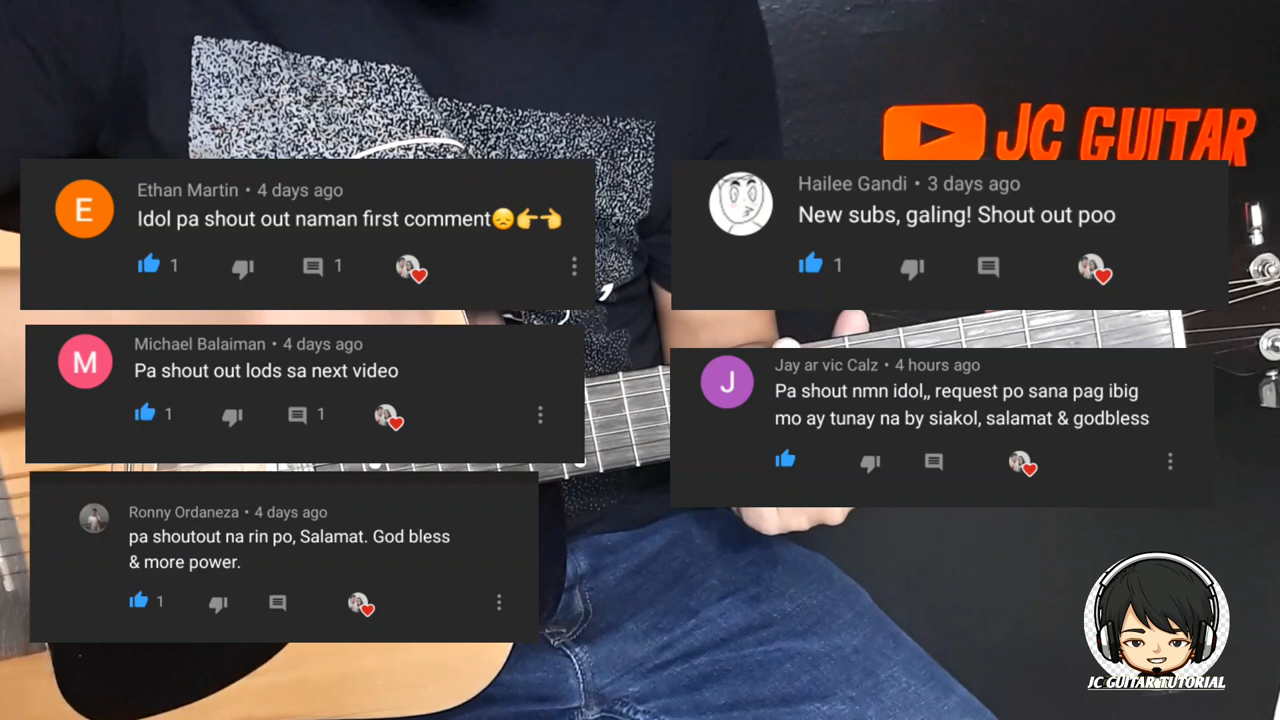 JC GUITAR
E
Ethan Martin • 4 days ago
Idol pa shout out naman first comment😞👉👈
1
1
Hailee Gandi • 3 days ago
New subs, galing! Shout out poo
1
M
Michael Balaiman • 4 days ago
Pa shout out lods sa next video
1
1
J
Jay ar vic Calz • 4 hours ago
Pa shout nmn idol,, request po sana pag ibig
mo ay tunay na by siakol, salamat & godbless
Ronny Ordaneza • 4 days ago
pa shoutout na rin po, Salamat. God bless
& more power.
1
JC GUITAR TUTORIAL